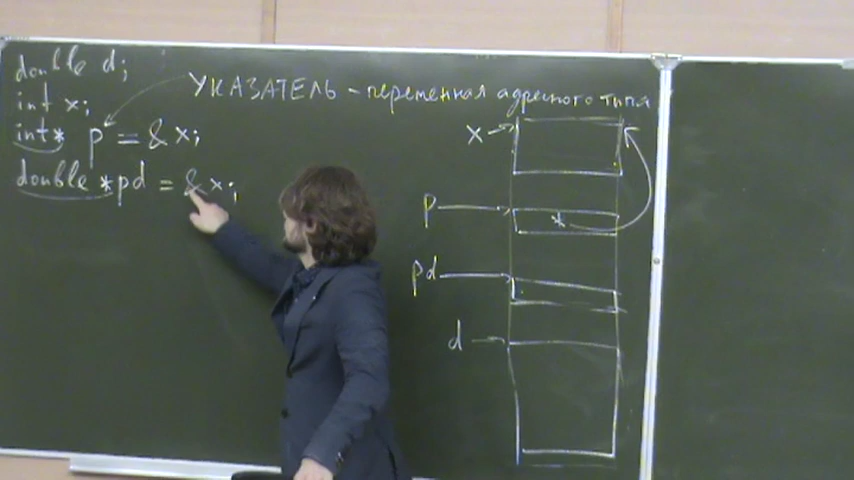 double d;
int x;
int* p = & x;
double *pd = & x;
УКАЗАТЕЛЬ – переменная адресного типа
x
p
*
pd
d